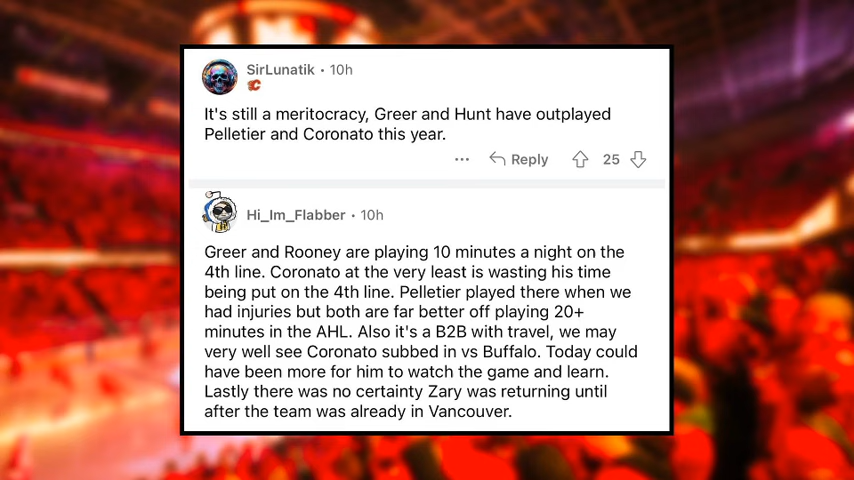 SirLunatik • 10h
It's still a meritocracy, Greer and Hunt have outplayed
Pelletier and Coronato this year.
... Reply 25
Hi_Im_Flabber • 10h
Greer and Rooney are playing 10 minutes a night on the
4th line. Coronato at the very least is wasting his time
being put on the 4th line. Pelletier played there when we
had injuries but both are far better off playing 20+
minutes in the AHL. Also it's a B2B with travel, we may
very well see Coronato subbed in vs Buffalo. Today could
have been more for him to watch the game and learn.
Lastly there was no certainty Zary was returning until
after the team was already in Vancouver.